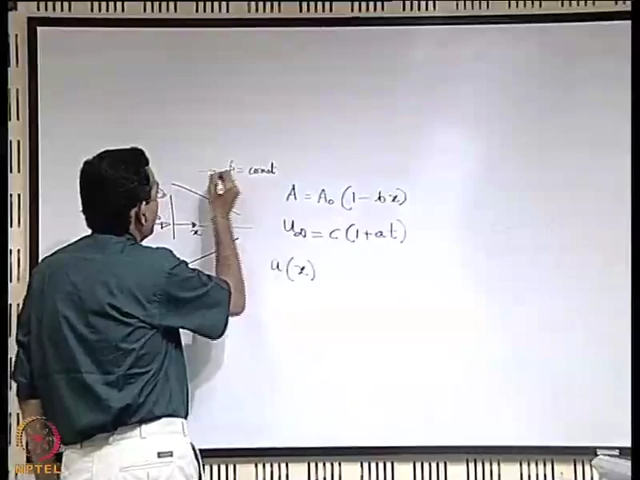 = const
A = A₀ (1 - bx)
U∞ = C (1 + at)
x
u(x)
NPTEL